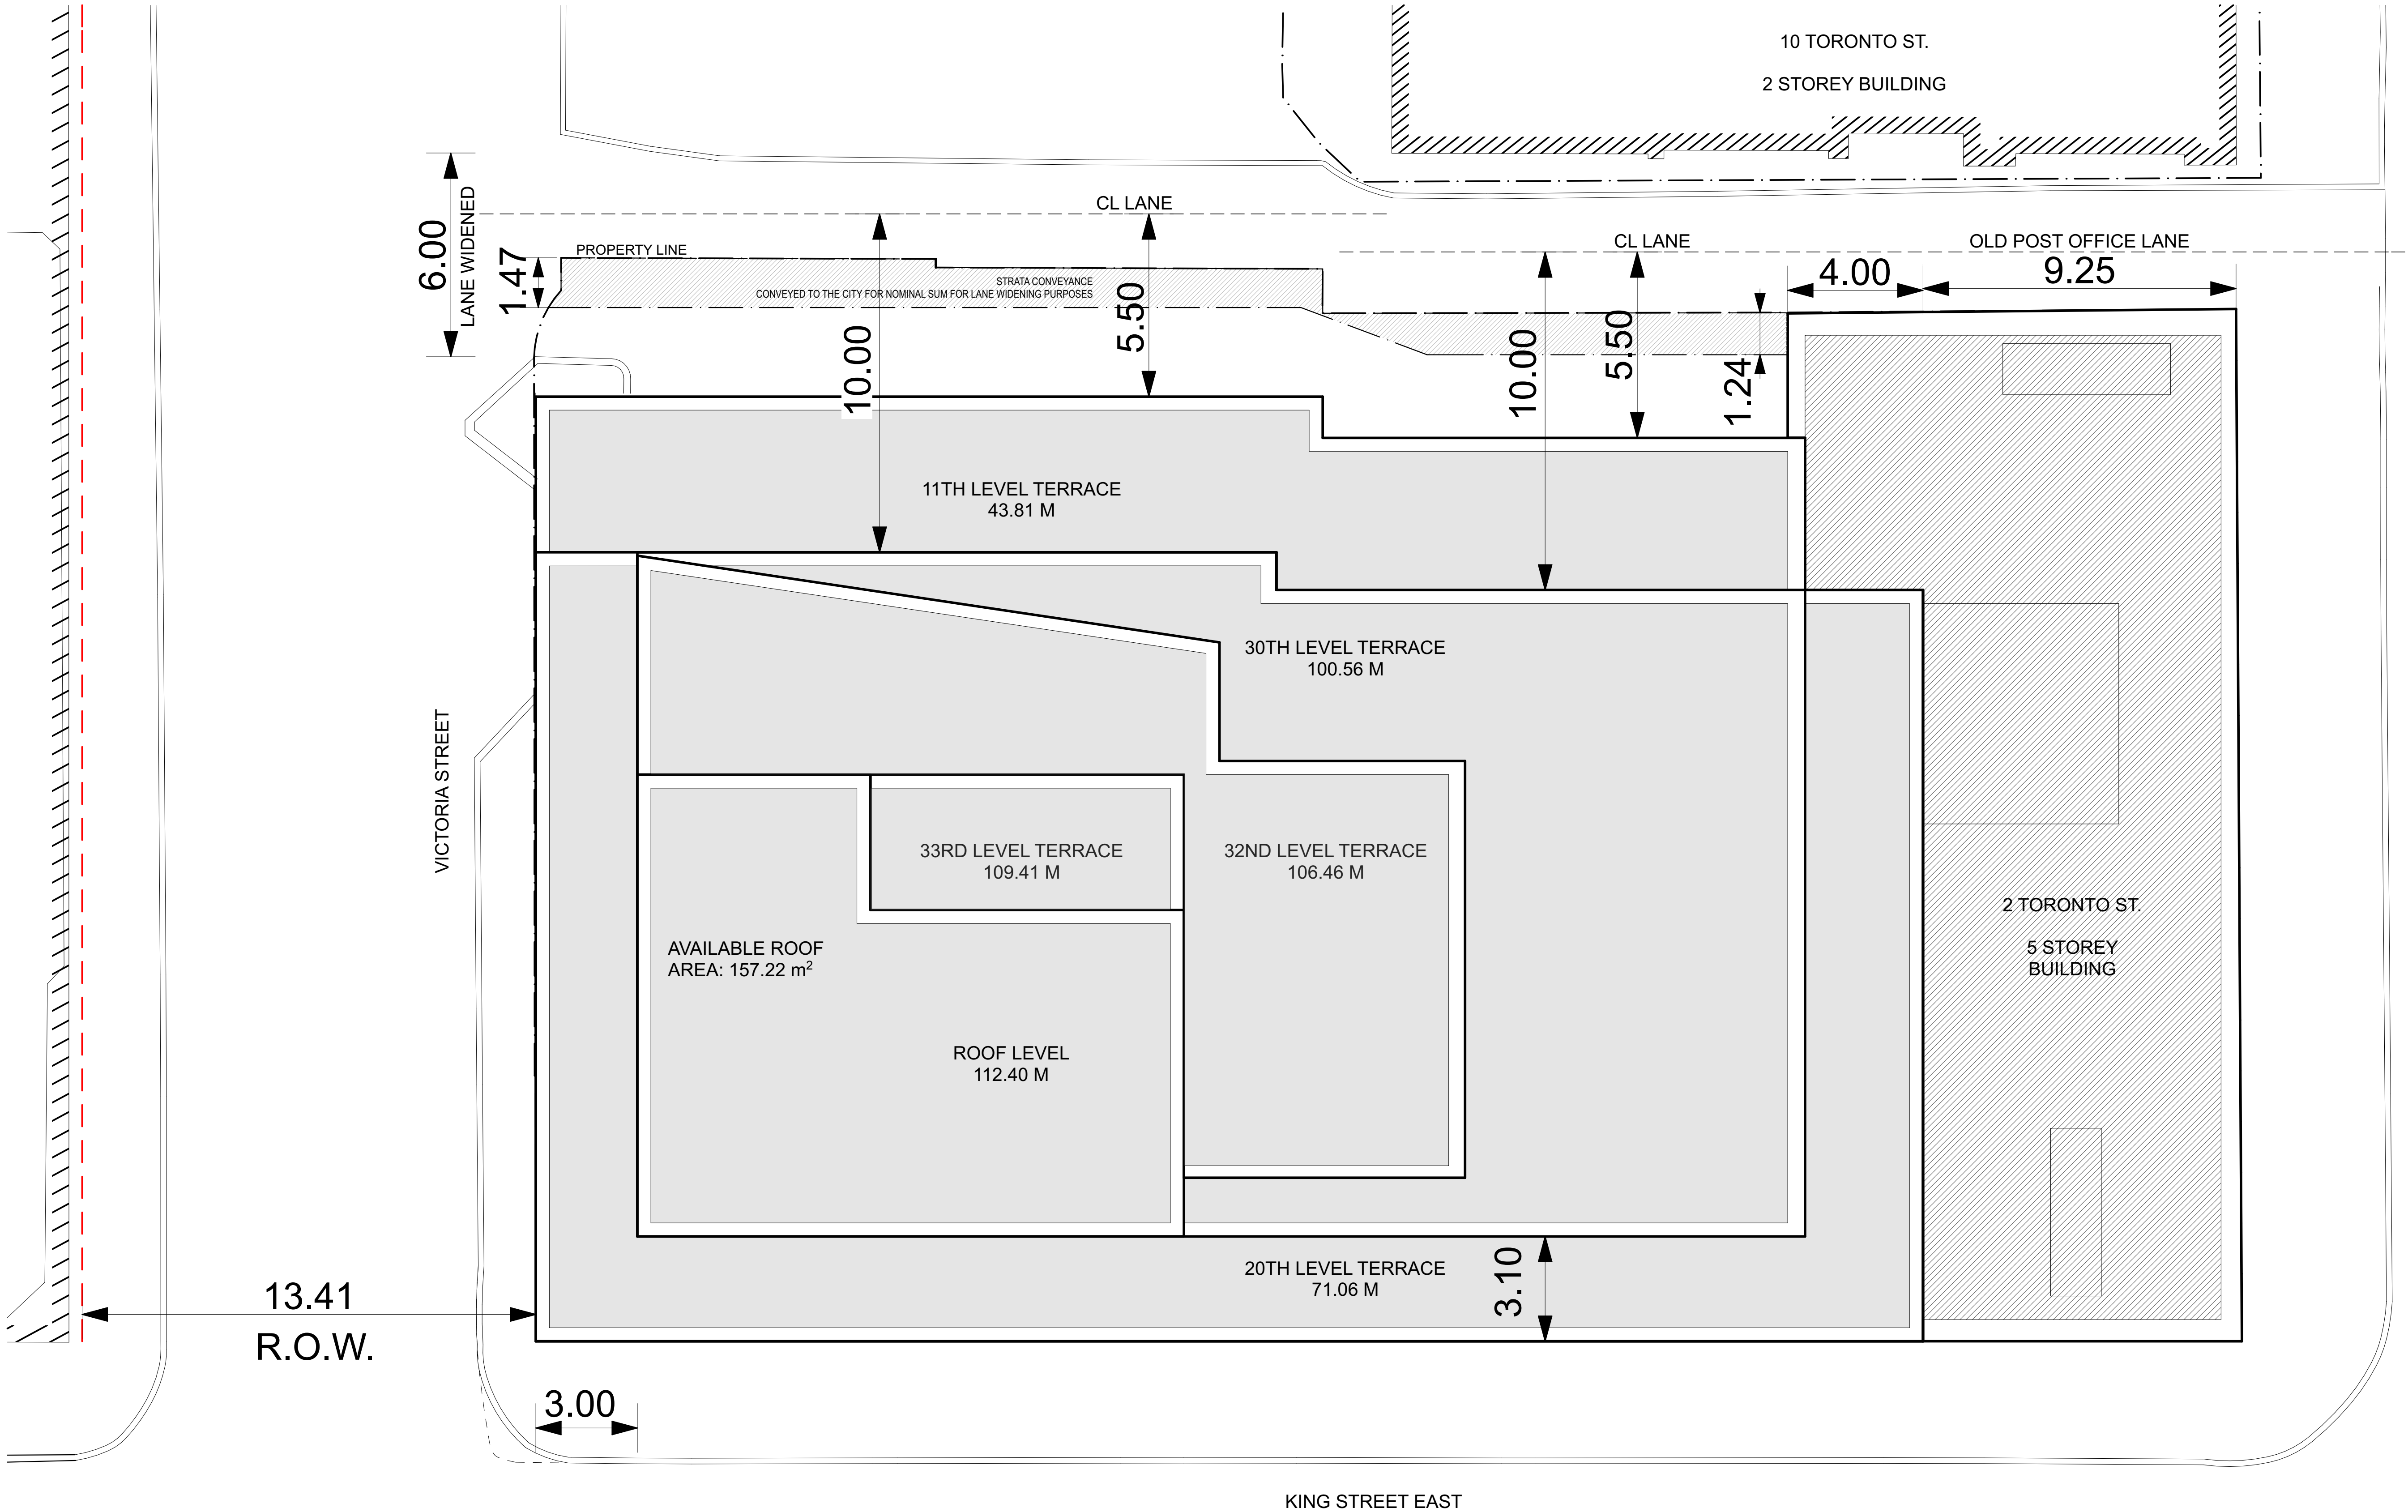 10 TORONTO ST.
2 STOREY BUILDING
CL LANE
6.00
LANE WIDENED
PROPERTY LINE
1.47
CL LANE
OLD POST OFFICE LANE
4.00
9.25
STRATA CONVEYANCE
CONVEYED TO THE CITY FOR NOMINAL SUM FOR LANE WIDENING PURPOSES
10.00
5.50
10.00
5.50
1.24
11TH LEVEL TERRACE
43.81 M
30TH LEVEL TERRACE
100.56 M
VICTORIA STREET
33RD LEVEL TERRACE
109.41 M
32ND LEVEL TERRACE
106.46 M
2 TORONTO ST.
5 STOREY
BUILDING
AVAILABLE ROOF
AREA: 157.22 m²
ROOF LEVEL
112.40 M
20TH LEVEL TERRACE
71.06 M
3.10
13.41
R.O.W.
3.00
KING STREET EAST